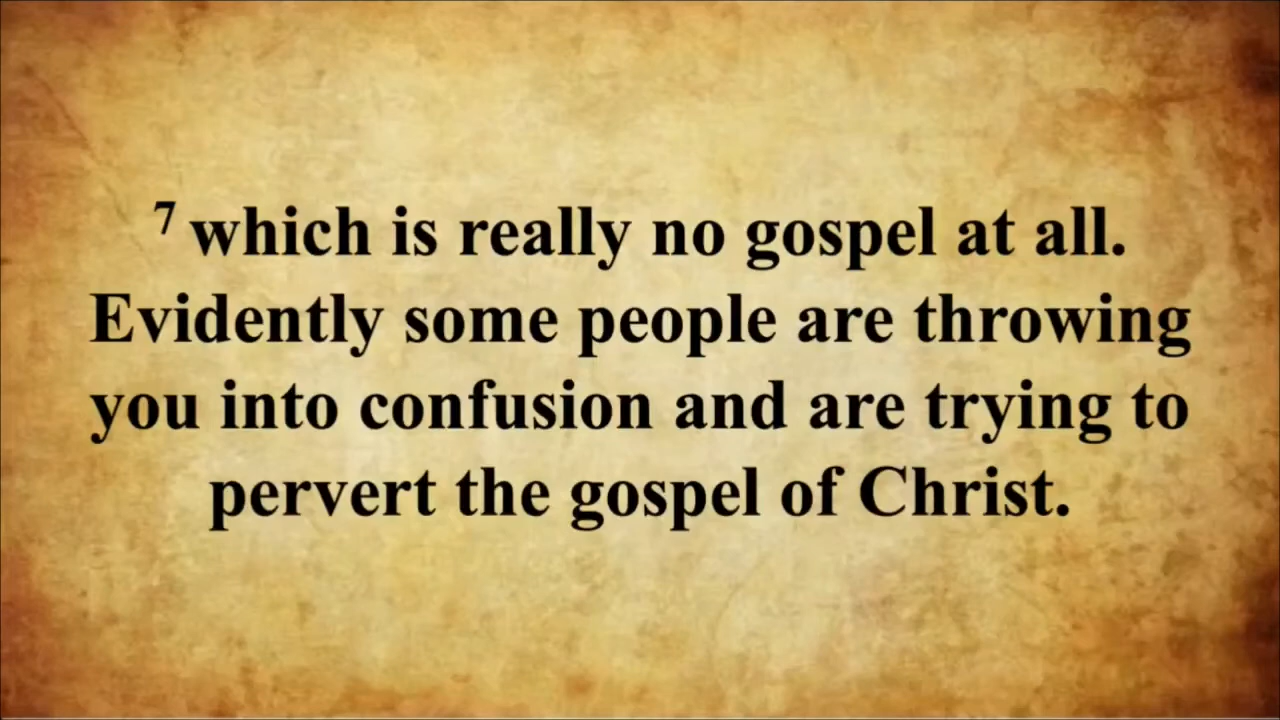 7 which is really no gospel at all.
Evidently some people are throwing
you into confusion and are trying to
pervert the gospel of Christ.